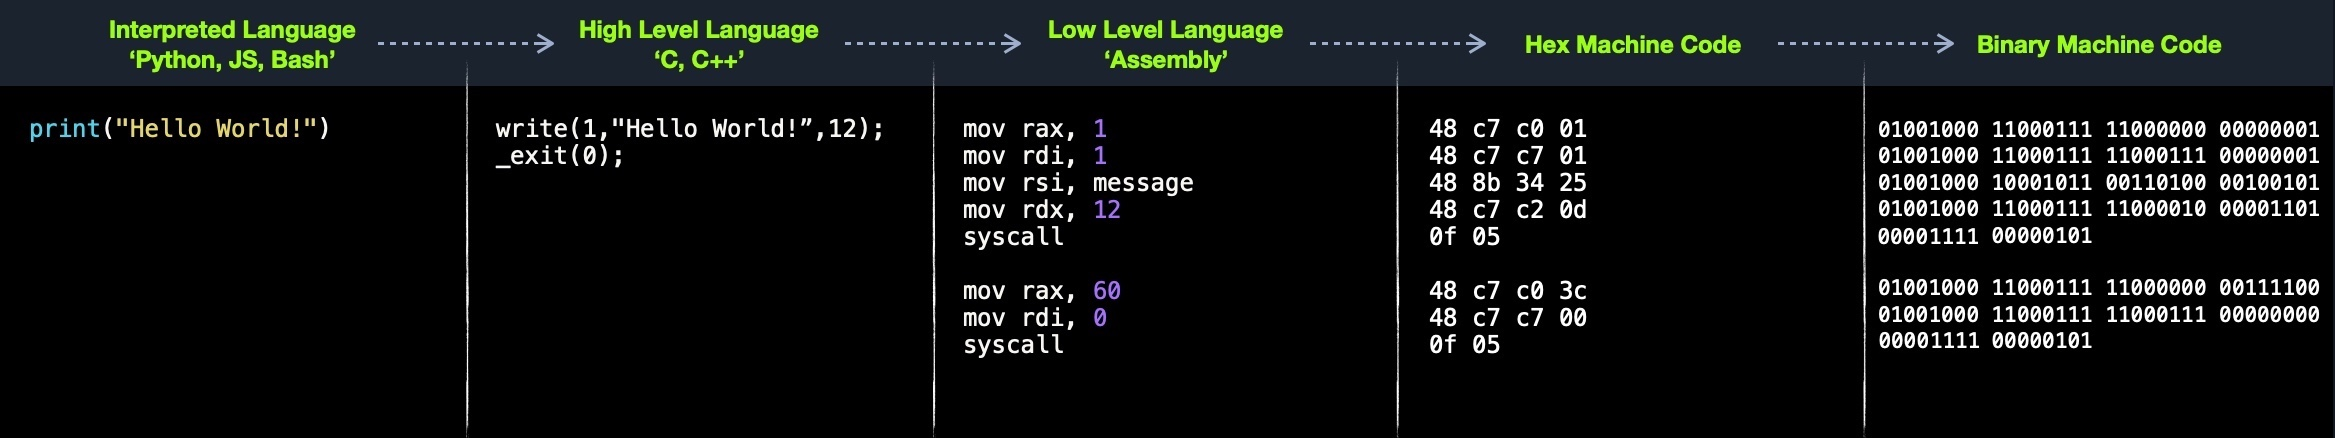 Interpreted Language
‘Python, JS, Bash’
High Level Language
‘C, C++’
Low Level Language
‘Assembly’
Hex Machine Code
Binary Machine Code
print("Hello World!")
write(1,"Hello World!”,12);
_exit(0);
mov rax, 1
mov rdi, 1
mov rsi, message
mov rdx, 12
syscall
mov rax, 60
mov rdi, 0
syscall
48 c7 c0 01
48 c7 c7 01
48 8b 34 25
48 c7 c2 0d
0f 05
48 c7 c0 3c
48 c7 c7 00
0f 05
01001000 11000111 11000000 00000001
01001000 11000111 11000111 00000001
01001000 10001011 00110100 00100101
01001000 11000111 11000010 00001101
00001111 00000101
01001000 11000111 11000000 00111100
01001000 11000111 11000111 00000000
00001111 00000101